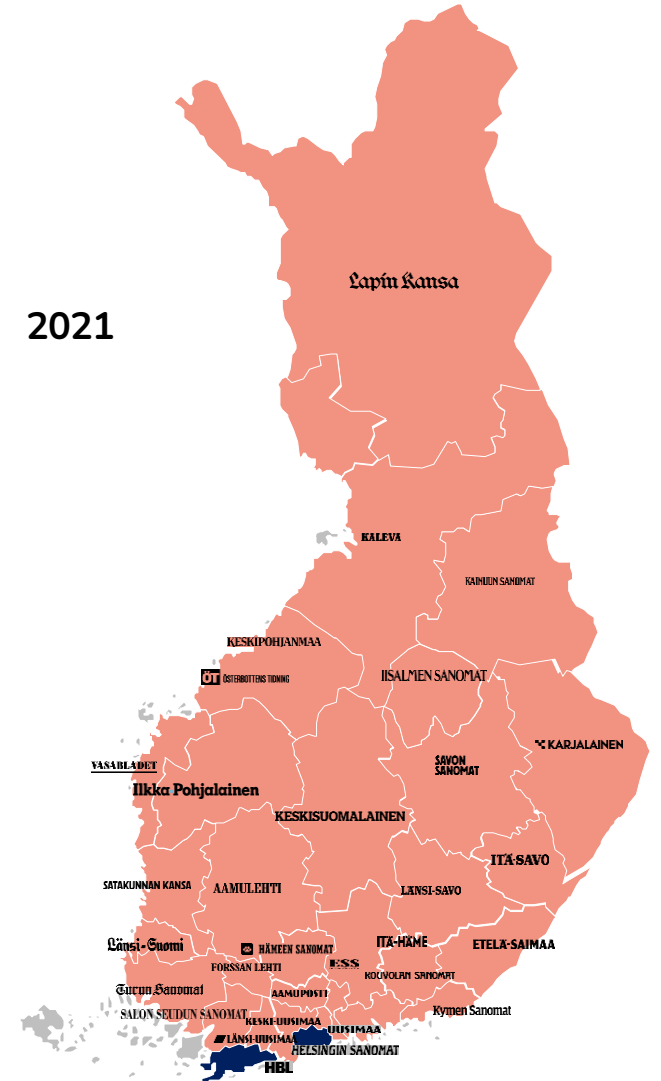 Lapin Kansa
2021
KALEVA
KAINUUN SANOMAT
KESKIPOHJANMAA
IISALMEN SANOMAT
ÖT ÖSTERBOTTENS TIDNING
KARJALAINEN
VASABLADET
SAVON
SANOMAT
Ilkka Pohjalainen
KESKISUOMALAINEN
ITÄ-SAVO
SATAKUNNAN KANSA
AAMULEHTI
LÄNSI-SAVO
Länsi-Suomi
HÄMEEN SANOMAT
ITÄ-HÄME
ETELÄ-SAIMAA
FORSSAN LEHTI
ESS
KOUVOLAN SANOMAT
Turun Sanomat
AAMUPOSTI
SALON SEUDUN SANOMAT
KESKI-UUSIMAA
Kymen Sanomat
UUSIMAA
LÄNSI-UUSIMAA
HELSINGIN SANOMAT
HBL